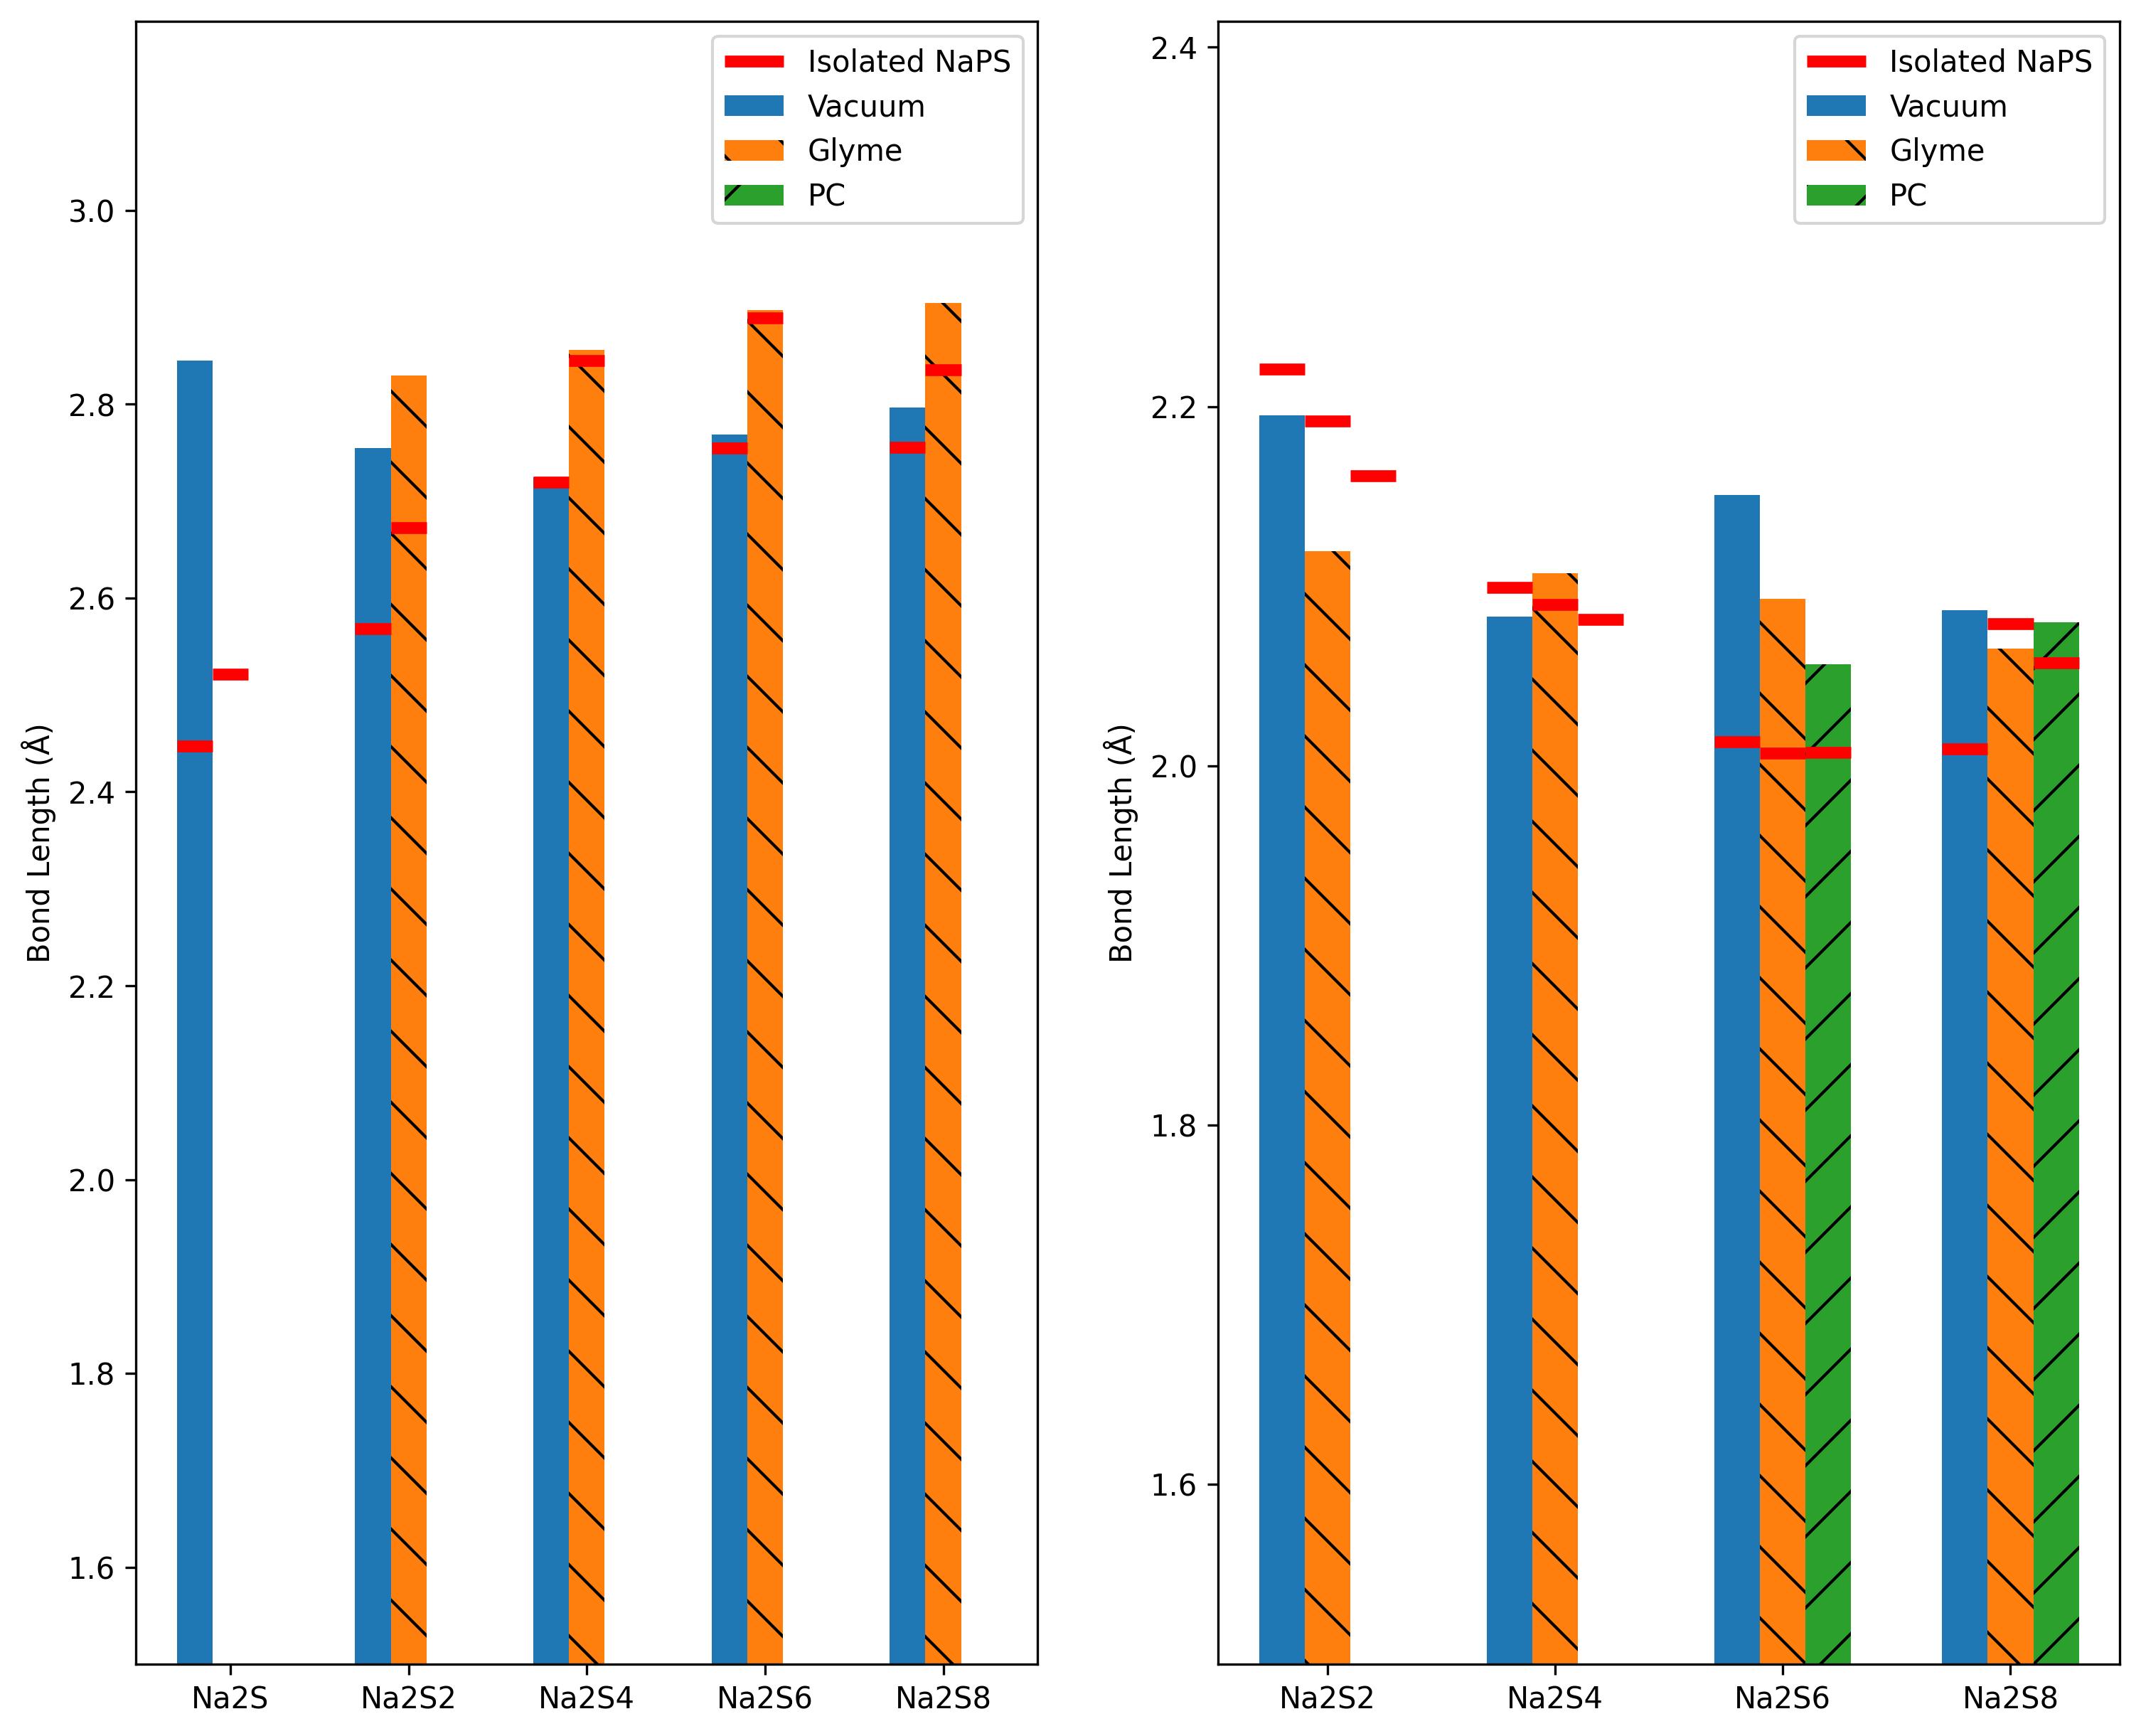 Isolated NaPS
Vacuum
Glyme
PC
3.0
2.8
2.6
2.4
2.2
2.0
1.8
1.6
Bond Length (Å)
Na2S Na2S2 Na2S4 Na2S6 Na2S8
Isolated NaPS
Vacuum
Glyme
PC
2.4
2.2
2.0
1.8
1.6
Bond Length (Å)
Na2S2 Na2S4 Na2S6 Na2S8